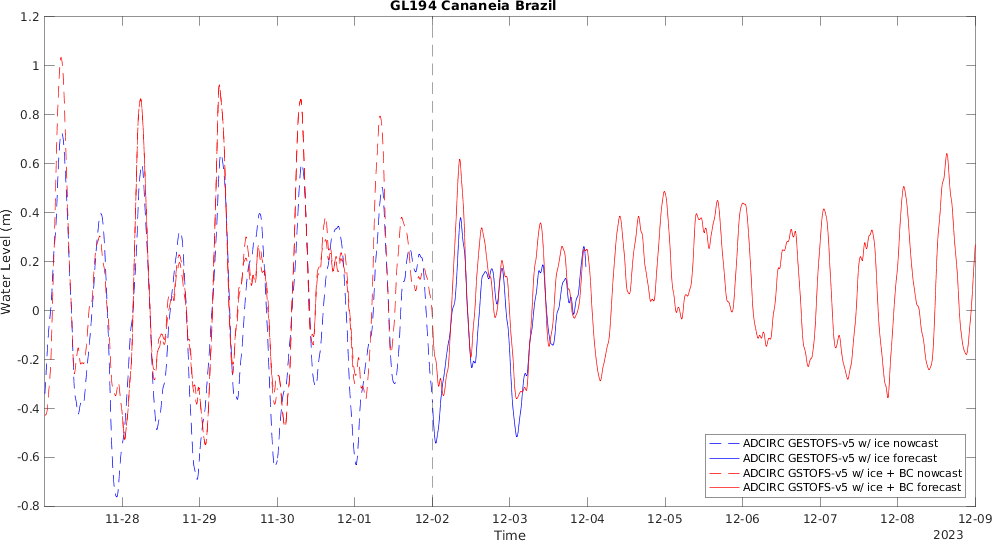 GL194 Cananeia Brazil
1.2
1
0.8
0.6
0.4
0.2
0
-0.2
-0.4
-0.6
-0.8
Water Level (m)
ADCIRC GESTOFS-v5 w/ ice nowcast
ADCIRC GESTOFS-v5 w/ ice forecast
ADCIRC GSTOFS-v5 w/ ice + BC nowcast
ADCIRC GSTOFS-v5 w/ ice + BC forecast
11-28 11-29 11-30 12-01 12-02 12-03 12-04 12-05 12-06 12-07 12-08 12-09
Time
2023